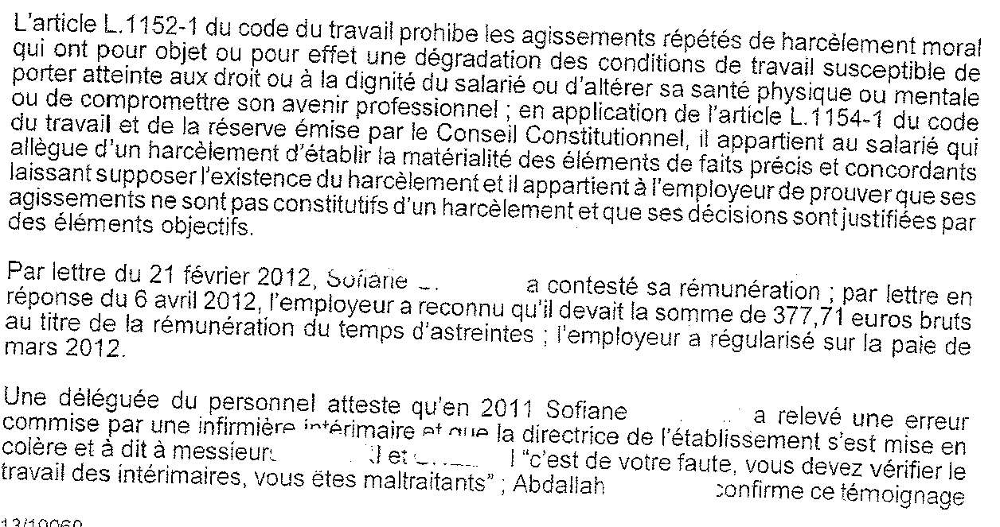 L'article L.1152-1 du code du travail prohibe les agissements répétés de harcèlement moral
qui ont pour objet ou pour effet une dégradation des conditions de travail susceptible de
porter atteinte aux droit ou à la dignité du salarié ou d'altérer sa santé physique ou mentale
ou de compromettre son avenir professionnel ; en application de l'article L.1154-1 du code
du travail et de la réserve émise par le Conseil Constitutionnel, il appartient au salarié qui
allègue d'un harcèlement d'établir la matérialité des éléments de faits précis et concordants
laissant supposer l'existence du harcèlement et il appartient à l'employeur de prouver que ses
agissements ne sont pas constitutifs d'un harcèlement et que ses décisions sont justifiées par
des éléments objectifs.
Par lettre du 21 février 2012, Sofiane a contesté sa rémunération ; par lettre en
réponse du 6 avril 2012, l'employeur a reconnu qu'il devait la somme de 377,71 euros bruts
au titre de la rémunération du temps d'astreintes ; l'employeur a régularisé sur la paie de
mars 2012.
Une déléguée du personnel atteste qu'en 2011 Sofiane a relevé une erreur
commise par une infirmière intérimaire et que la directrice de l'établissement s'est mise en
colère et à dit à messieur et "c'est de votre faute, vous devez vérifier le
travail des intérimaires, vous êtes maltraitants" ; Abdallah confirme ce témoignage